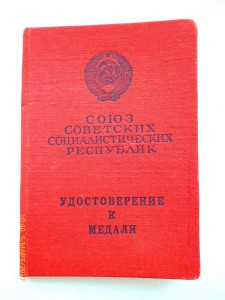 СОЮЗ
СОВЕТСКИХ
СОЦИАЛИСТИЧЕСКИХ
РЕСПУБЛИК
УДОСТОВЕРЕНИЕ
К
МЕДАЛИ